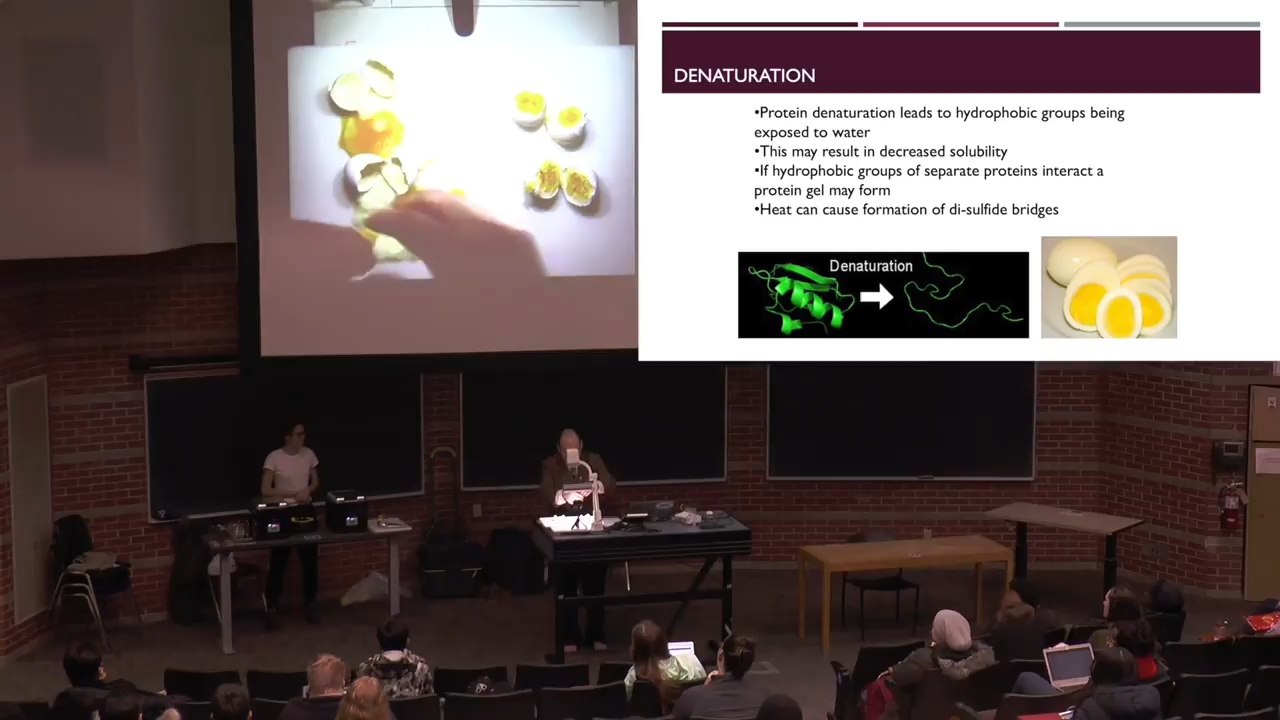 DENATURATION
•Protein denaturation leads to hydrophobic groups being
exposed to water
•This may result in decreased solubility
•If hydrophobic groups of separate proteins interact a
protein gel may form
•Heat can cause formation of di-sulfide bridges
Denaturation